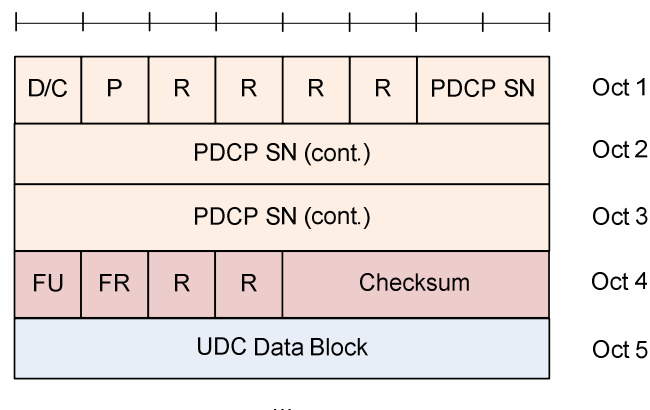 D/C P R R R R PDCP SN Oct 1
PDCP SN (cont.) Oct 2
PDCP SN (cont.) Oct 3
FU FR R R Checksum Oct 4
UDC Data Block Oct 5
...